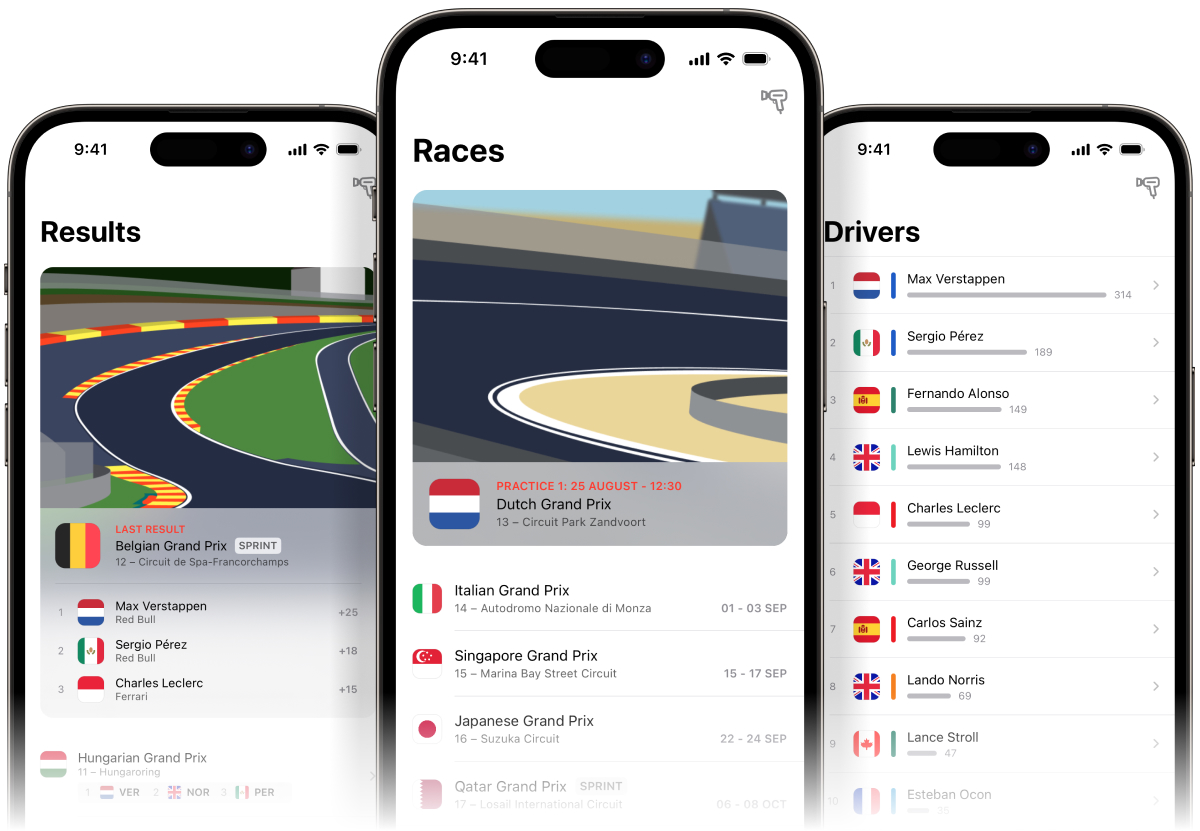 9:41
Results
LAST RESULT
Belgian Grand Prix SPRINT
12 – Circuit de Spa-Francorchamps
1 Max Verstappen +25
Red Bull
2 Sergio Pérez +18
Red Bull
3 Charles Leclerc +15
Ferrari
Hungarian Grand Prix
11 – Hungaroring
1 VER 2 NOR 3 PER
9:41
Races
PRACTICE 1: 25 AUGUST - 12:30
Dutch Grand Prix
13 – Circuit Park Zandvoort
Italian Grand Prix
14 – Autodromo Nazionale di Monza 01 - 03 SEP
Singapore Grand Prix
15 – Marina Bay Street Circuit 15 - 17 SEP
Japanese Grand Prix
16 – Suzuka Circuit 22 - 24 SEP
Qatar Grand Prix SPRINT
17 – Losail International Circuit 06 - 08 OCT
9:41
Drivers
1 Max Verstappen
314
2 Sergio Pérez
189
3 Fernando Alonso
149
4 Lewis Hamilton
148
5 Charles Leclerc
99
6 George Russell
99
7 Carlos Sainz
92
8 Lando Norris
69
9 Lance Stroll
47
10 Esteban Ocon
35